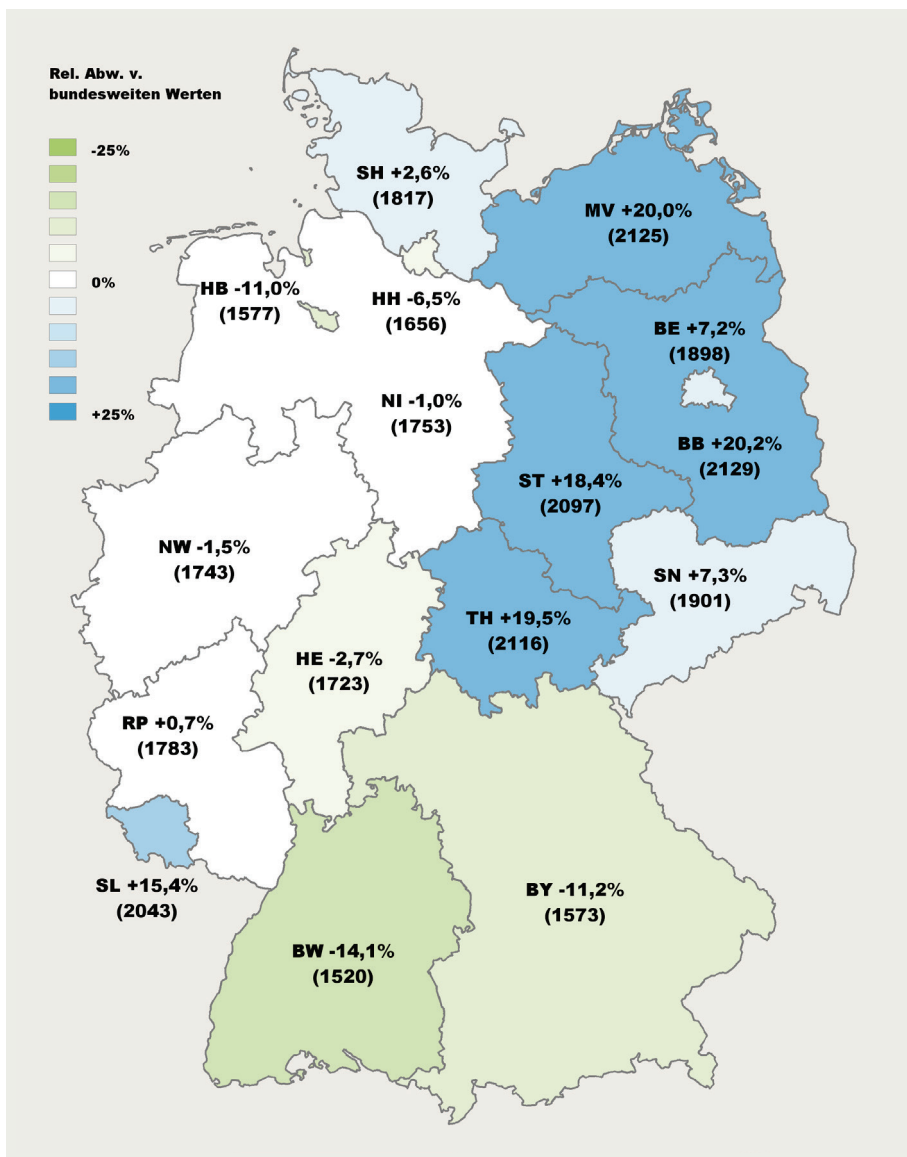 Rel. Abw. v.
bundesweiten Werten
-25%
0%
+25%
SH +2,6%
(1817)
MV +20,0%
(2125)
HB -11,0%
(1577)
HH -6,5%
(1656)
BE +7,2%
(1898)
NI -1,0%
(1753)
BB +20,2%
(2129)
ST +18,4%
(2097)
NW -1,5%
(1743)
SN +7,3%
(1901)
TH +19,5%
(2116)
HE -2,7%
(1723)
RP +0,7%
(1783)
SL +15,4%
(2043)
BY -11,2%
(1573)
BW -14,1%
(1520)